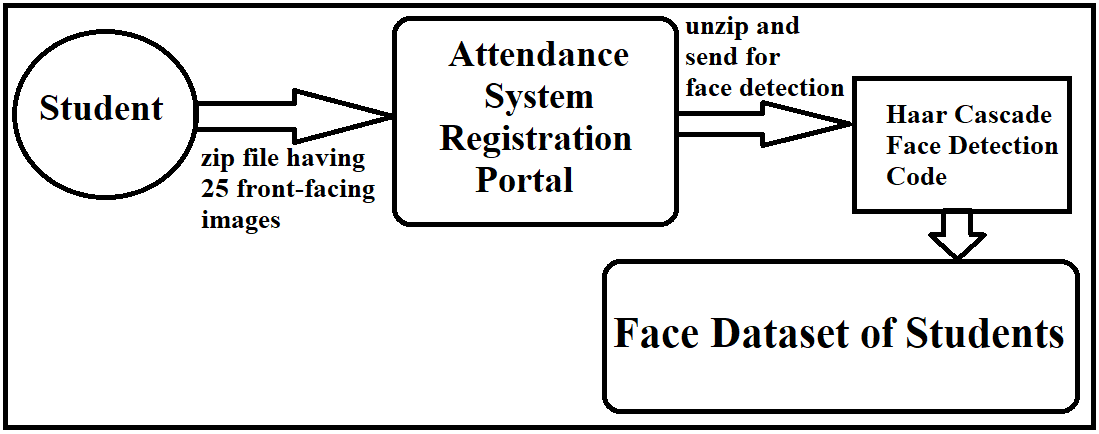 Student
zip file having
25 front-facing
images
Attendance
System
Registration
Portal
unzip and
send for
face detection
Haar Cascade
Face Detection
Code
Face Dataset of Students